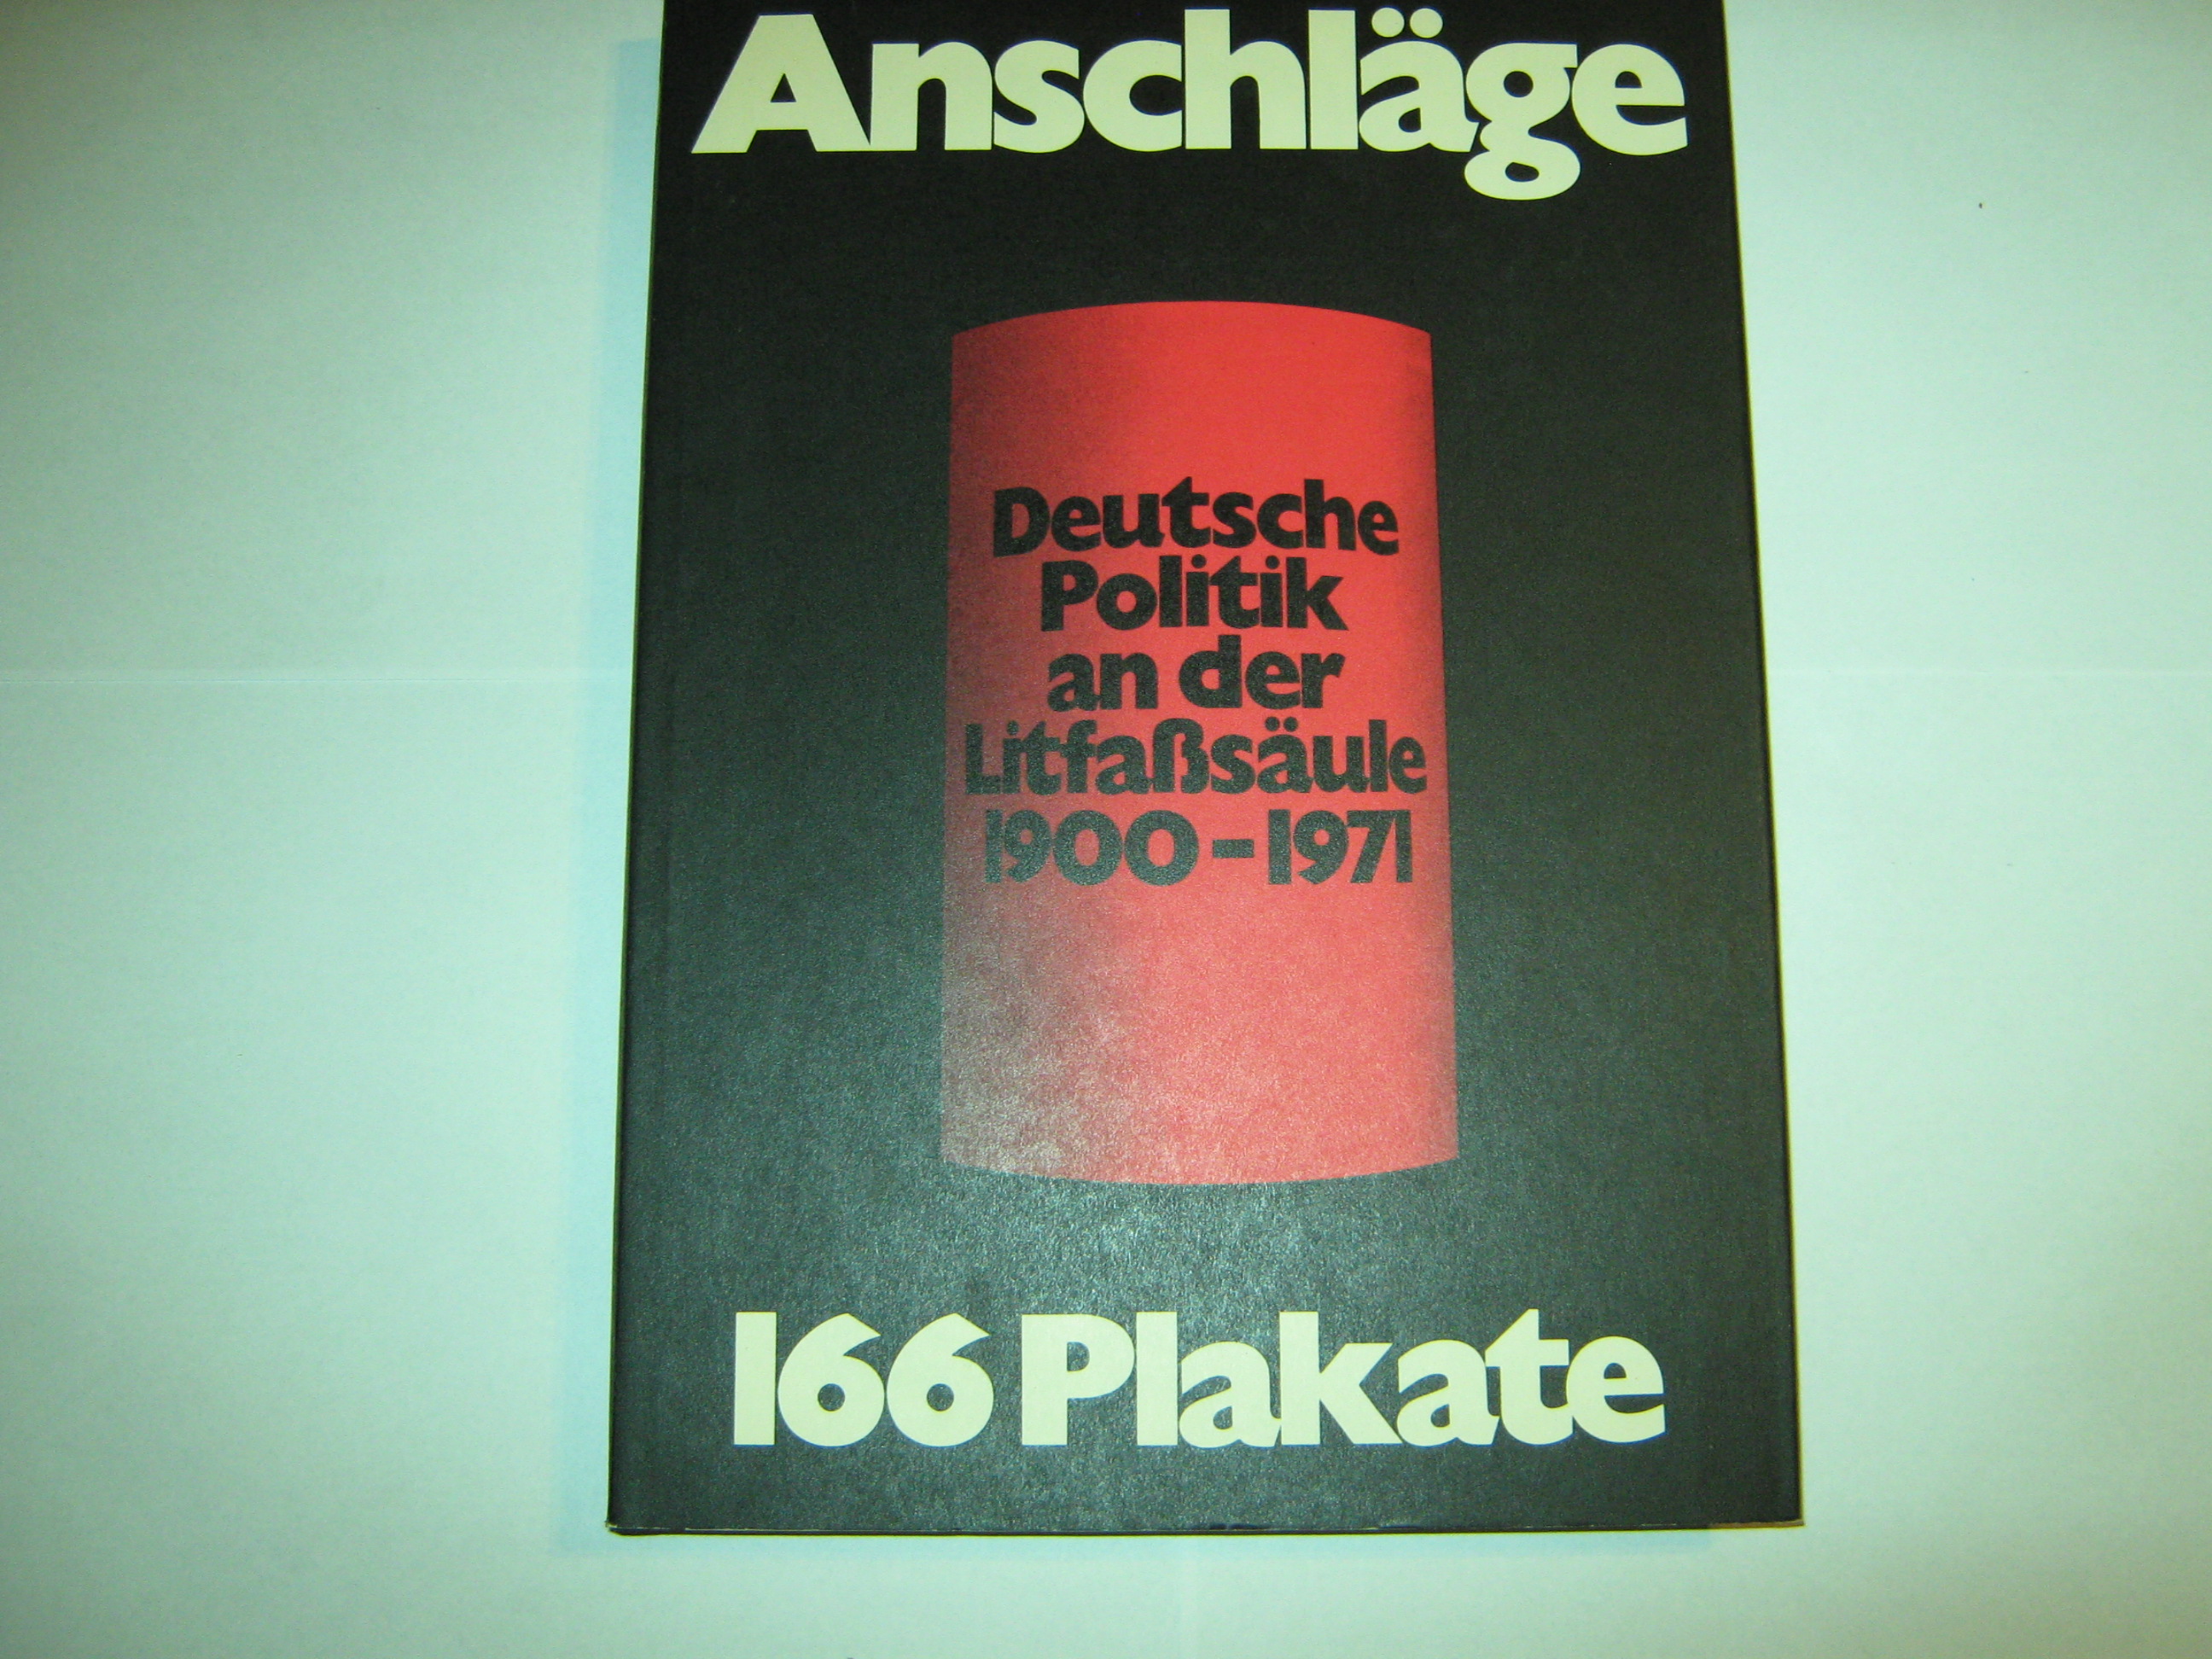 Anschläge
Deutsche
Politik
an der
Litfaßsäule
1900-1971
166 Plakate